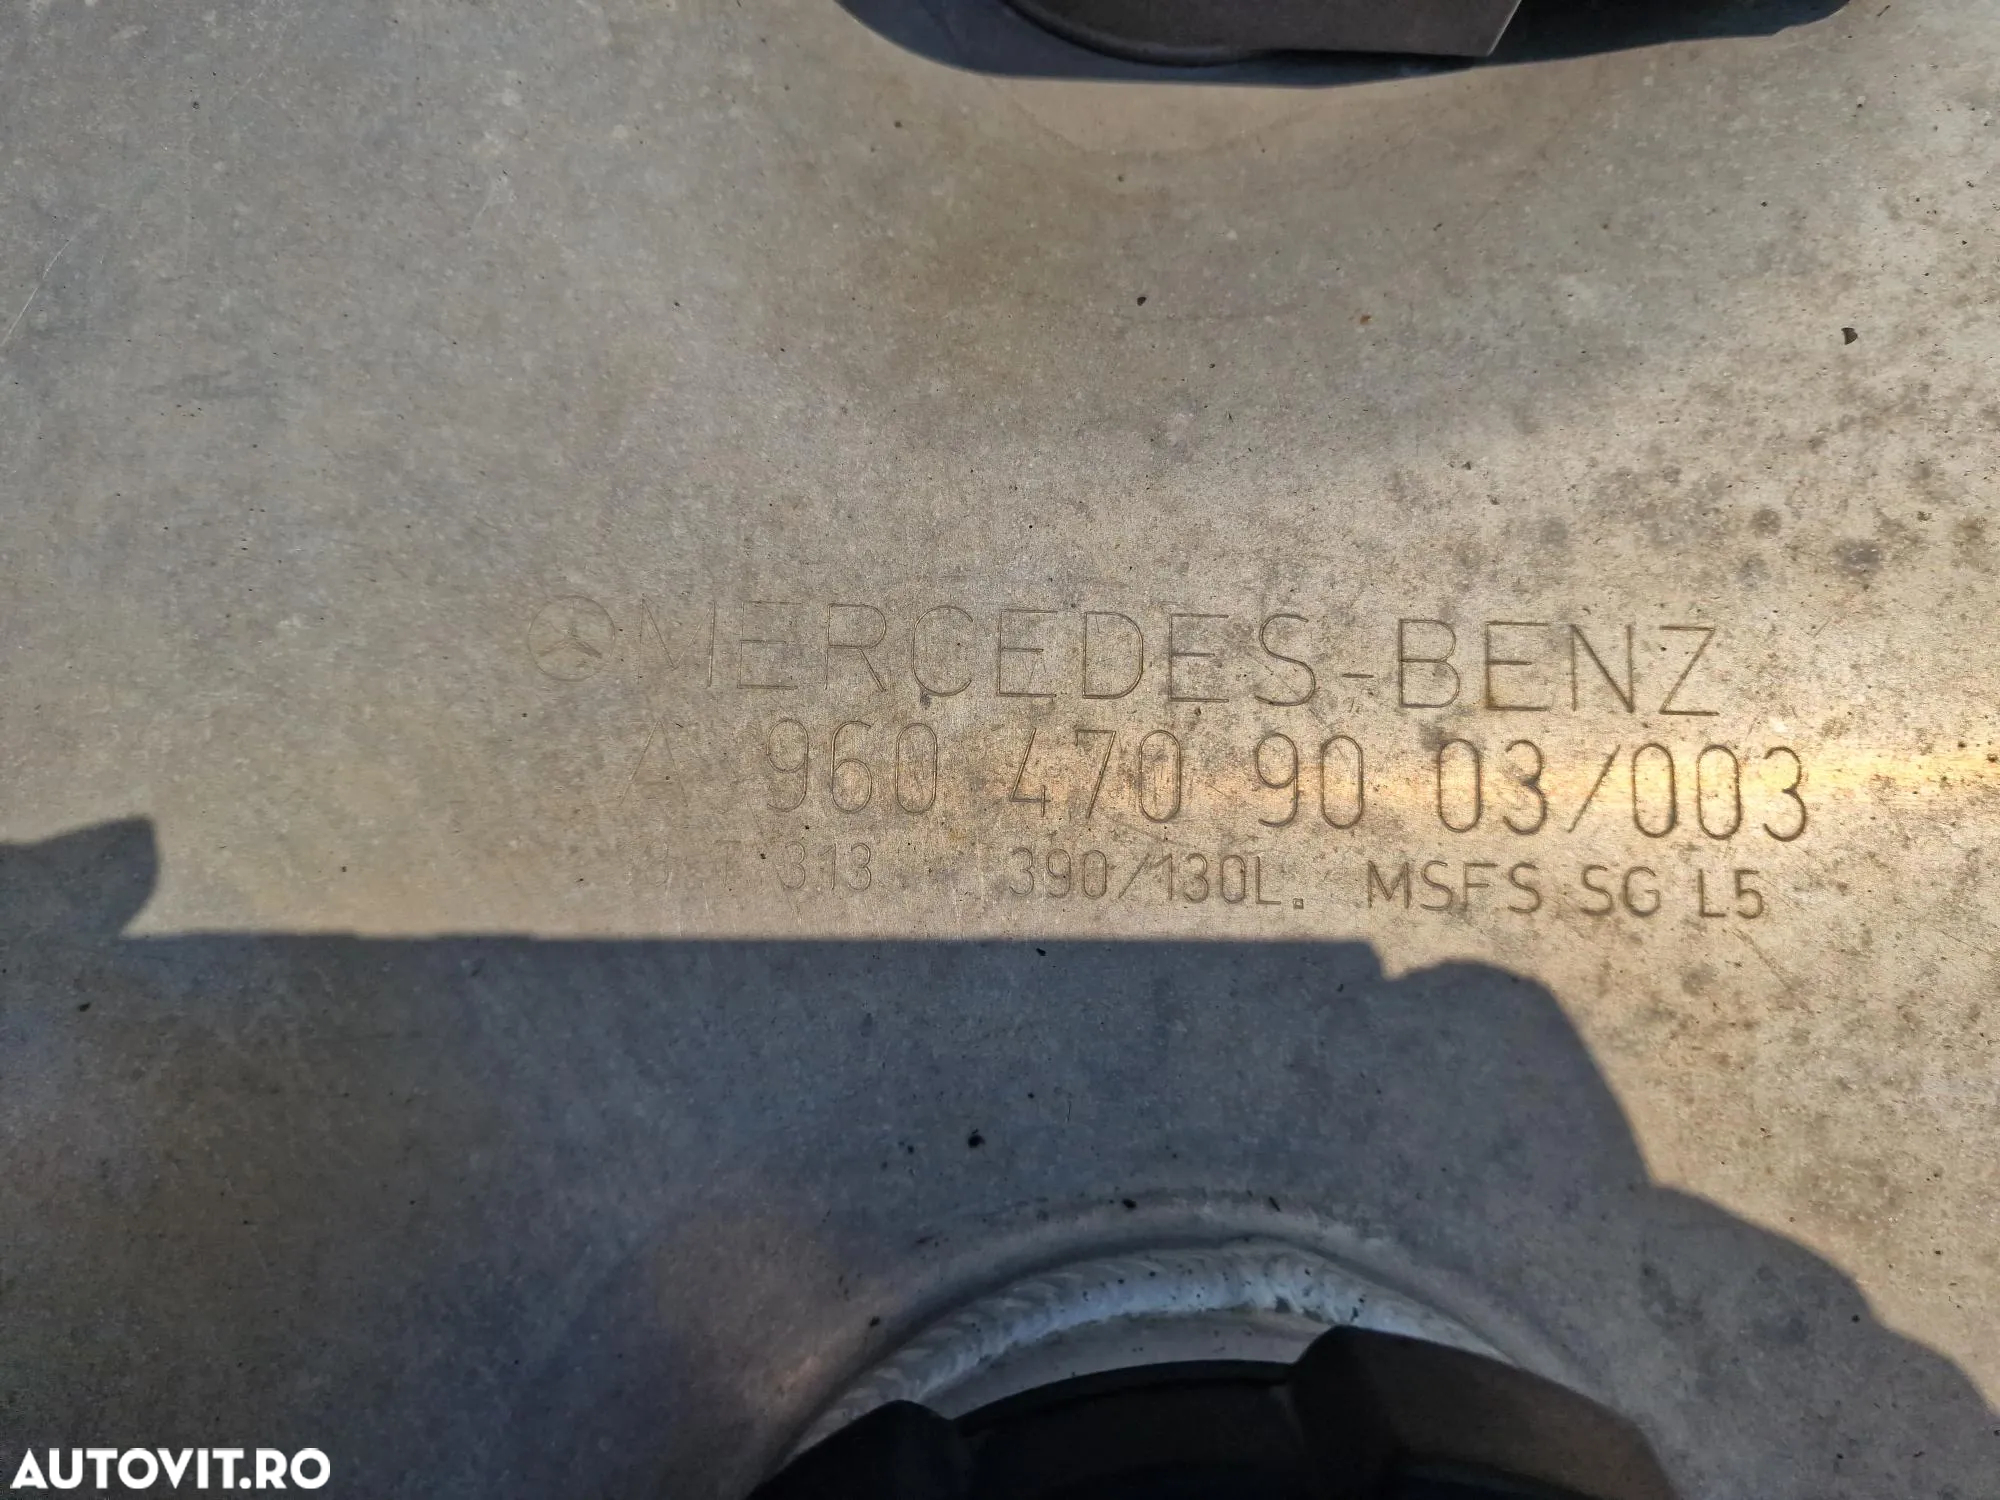 MERCEDES-BENZ
A 960 470 90 03/003
313 390/130L. MSFS SG L5
AUTOVIT.RO